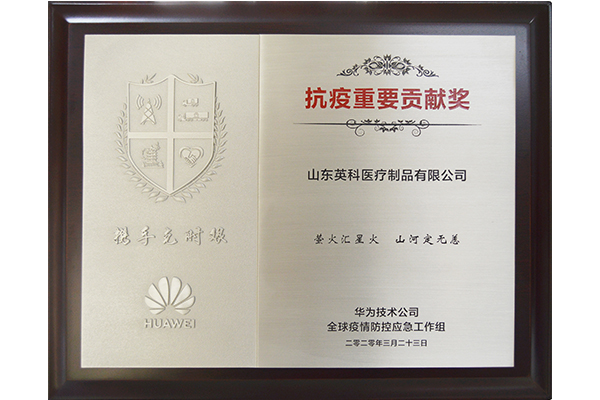 携手克时艰
HUAWEI
抗疫重要贡献奖
山东英科医疗制品有限公司
萤火汇星火 山河定无恙
华为技术公司
全球疫情防控应急工作组
二零二零年三月二十三日